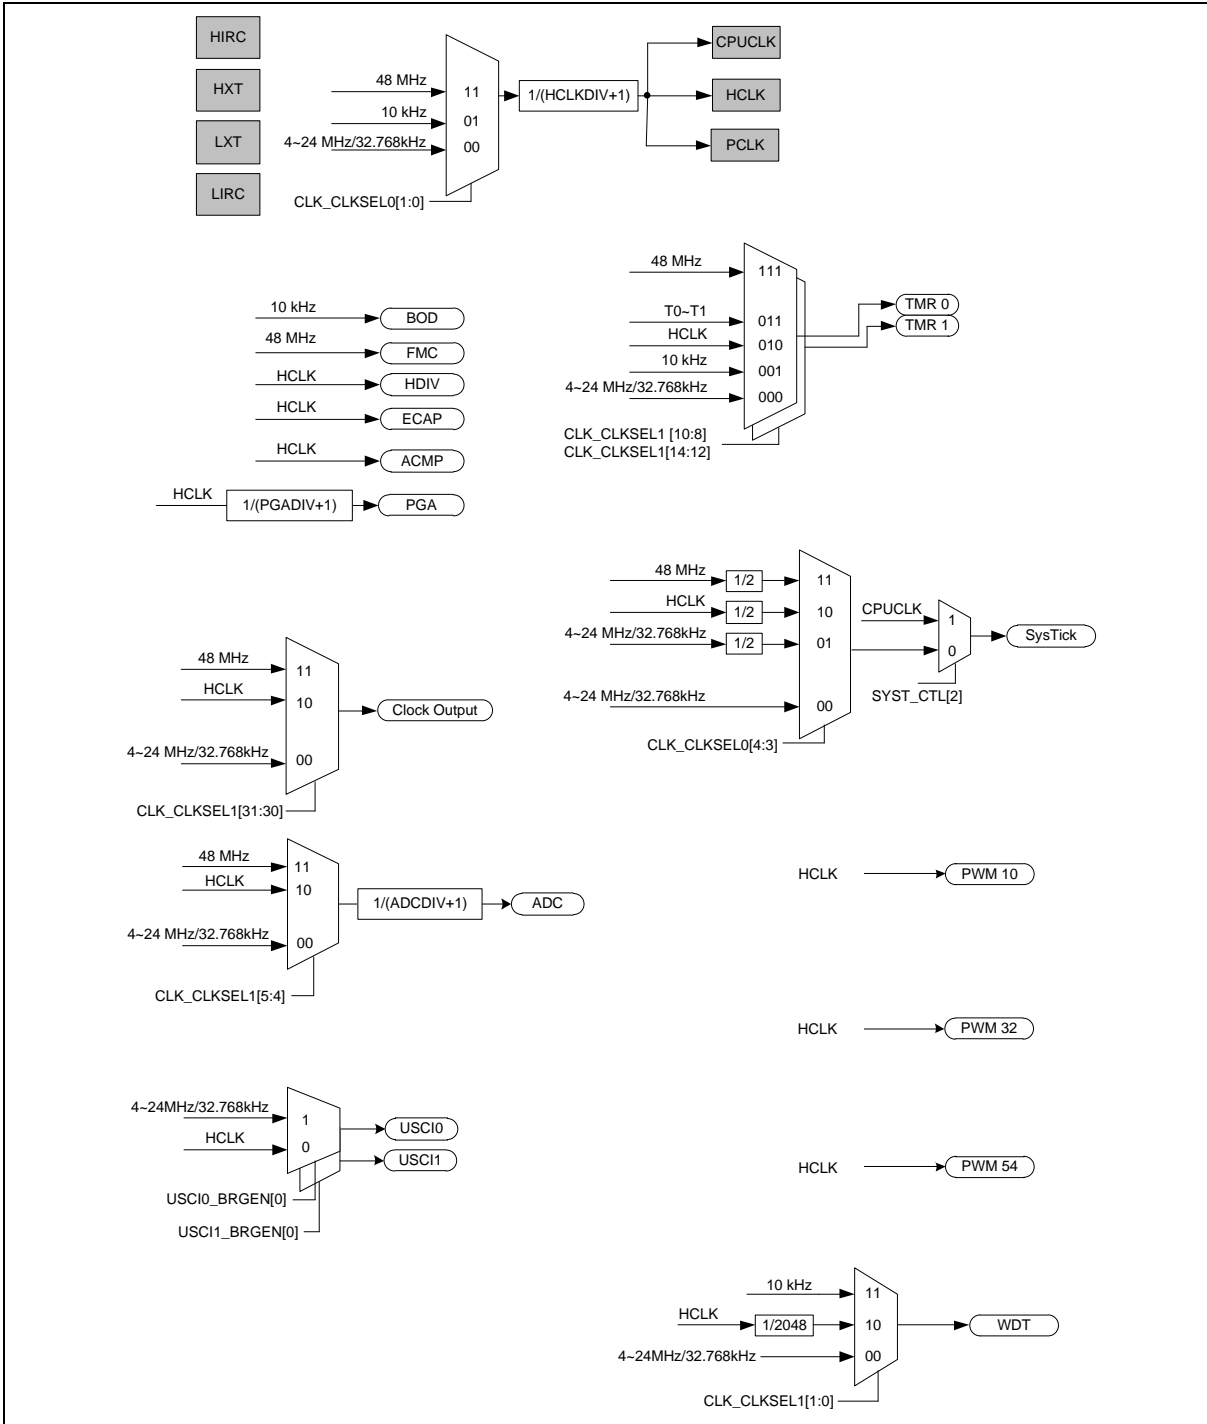 HIRC
HXT
LXT
LIRC
48 MHz
10 kHz
4~24 MHz/32.768kHz
11
01
00
CLK_CLKSEL0[1:0]
1/(HCLKDIV+1)
CPUCLK
HCLK
PCLK
48 MHz
T0~T1
HCLK
10 kHz
4~24 MHz/32.768kHz
111
011
010
001
000
CLK_CLKSEL1 [10:8]
CLK_CLKSEL1[14:12]
TMR 0
TMR 1
10 kHz
BOD
48 MHz
FMC
HCLK
HDIV
HCLK
ECAP
HCLK
ACMP
HCLK
1/(PGADIV+1)
PGA
48 MHz
1/2
11
HCLK
1/2
10
4~24 MHz/32.768kHz
1/2
01
4~24 MHz/32.768kHz
00
CLK_CLKSEL0[4:3]
CPUCLK
1
0
SYST_CTL[2]
SysTick
48 MHz
11
HCLK
10
4~24 MHz/32.768kHz
00
CLK_CLKSEL1[31:30]
Clock Output
48 MHz
11
HCLK
10
4~24 MHz/32.768kHz
00
CLK_CLKSEL1[5:4]
1/(ADCDIV+1)
ADC
HCLK
PWM 10
HCLK
PWM 32
HCLK
PWM 54
4~24MHz/32.768kHz
1
HCLK
0
USCI0_BRGEN[0]
USCI1_BRGEN[0]
USCI0
USCI1
10 kHz
11
HCLK
1/2048
10
4~24MHz/32.768kHz
00
CLK_CLKSEL1[1:0]
WDT